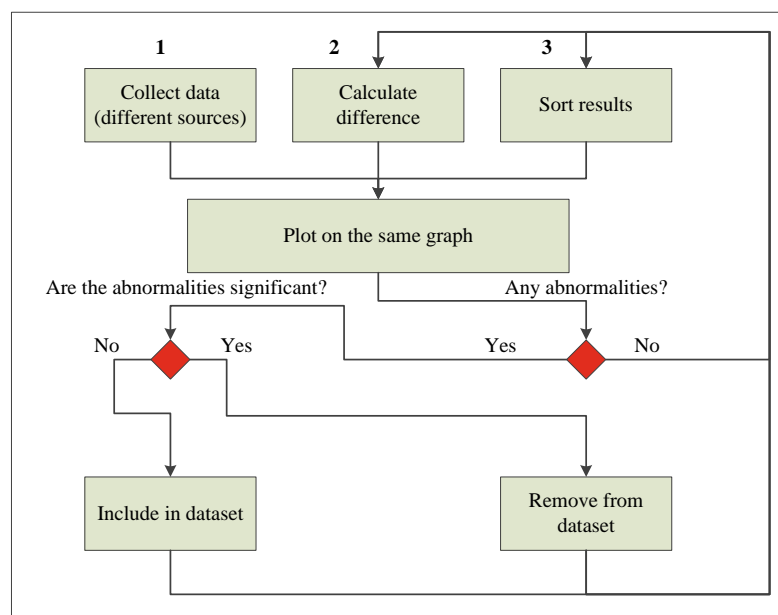 1
2
3
Collect data
(different sources)
Calculate
difference
Sort results
Plot on the same graph
Are the abnormalities significant?
Any abnormalities?
No
Yes
Yes
No
Include in dataset
Remove from
dataset